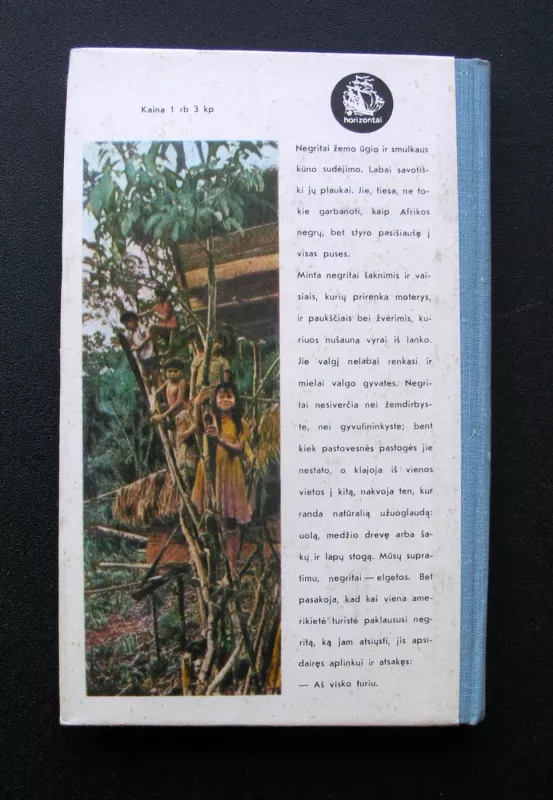 Kaina 1 rb 3 kp
horizontai
Negritai žemo ūgio ir smulkaus
kūno sudėjimo. Labai savotiš-
ki jų plaukai. Jie, tiesa, ne to-
kie garbanoti, kaip Afrikos
negrų, bet styro pasišiaušę į
visas puses.
Minta negritai šaknimis ir vai-
siais, kurių prirenka moterys,
ir paukščiais bei žvėrimis, ku-
riuos nušauna vyrai iš lanko.
Jie valgį nelabai renkasi ir
mielai valgo gyvates. Negri-
tai nesiverčia nei žemdirbys-
te, nei gyvulininkyste; bent
kiek pastovesnės pastogės jie
nestato, o klajoja iš vienos
vietos į kitą, nakvoja ten, kur
randa natūralią užuoglaudą:
uolą, medžio drevę arba ša-
kų ir lapų stogą. Mūsų supra-
timu, negritai — elgetos. Bet
pasakoja, kad kai viena ame-
rikietė turistė paklaususi neg-
ritą, ką jam atsiųsti, jis apsi-
dairęs aplinkui ir atsakęs:
— Aš visko turiu.